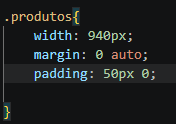 .produtos{
width: 940px;
margin: 0 auto;
padding: 50px 0;
}